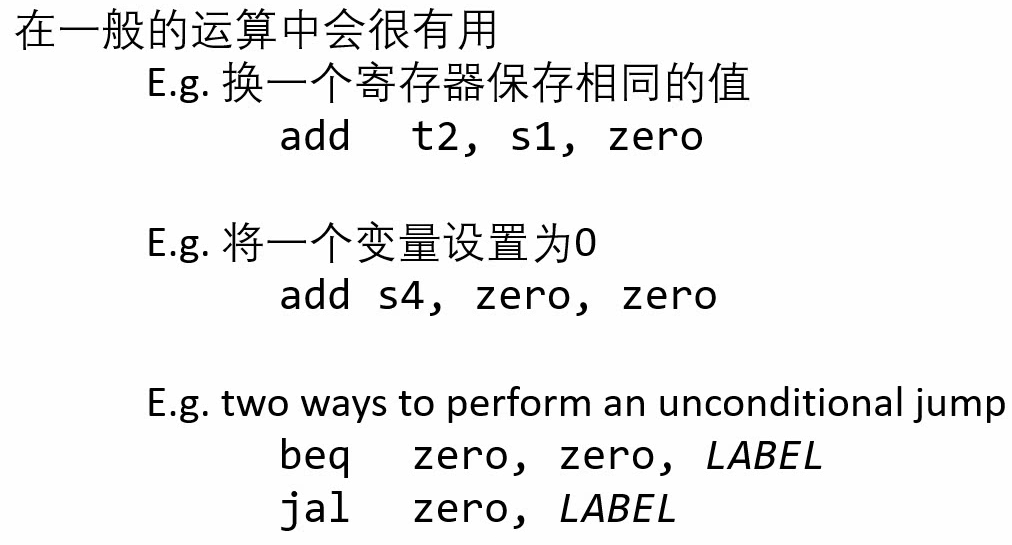 在一般的运算中会很有用
E.g. 换一个寄存器保存相同的值
add t2, s1, zero
E.g. 将一个变量设置为0
add s4, zero, zero
E.g. two ways to perform an unconditional jump
beq zero, zero, LABEL
jal zero, LABEL